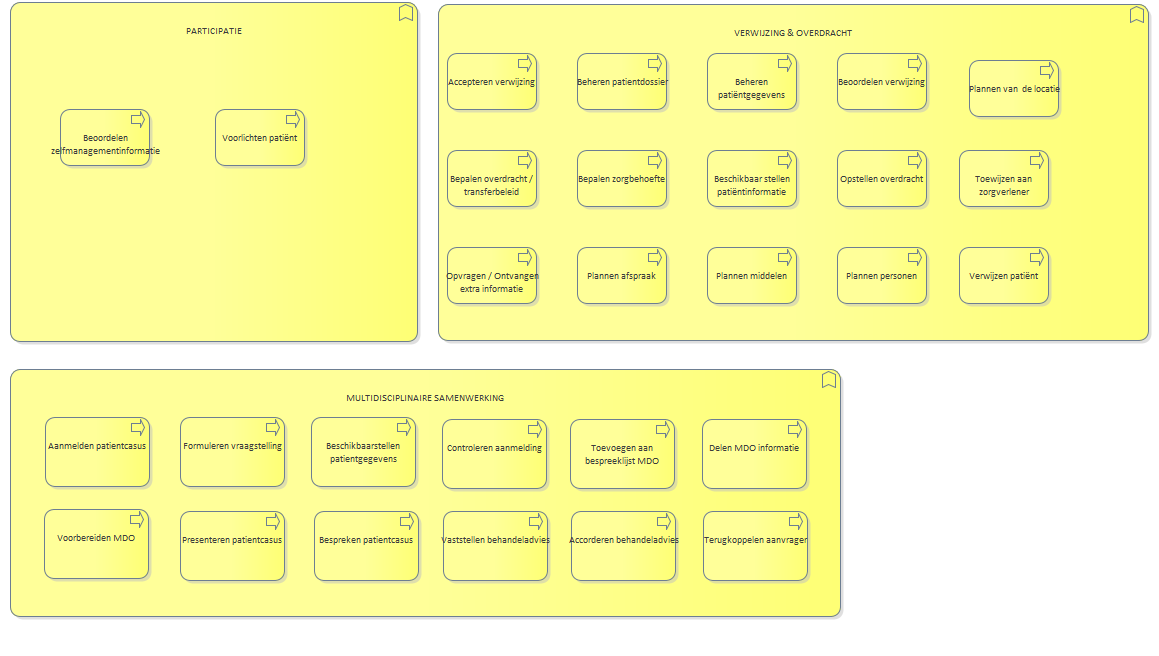 PARTICIPATIE
Beoordelen
zelfmanagementinformatie
Voorlichten patiënt
VERWIJZING & OVERDRACHT
Accepteren verwijzing
Beheren patientdossier
Beheren
patiëntgegevens
Beoordelen verwijzing
Plannen van  de locatie
Bepalen overdracht /
transferbeleid
Bepalen zorgbehoefte
Beschikbaar stellen
patiëntinformatie
Opstellen overdracht
Toewijzen aan
zorgverlener
Opvragen / Ontvangen
extra informatie
Plannen afspraak
Plannen middelen
Plannen personen
Verwijzen patiënt
MULTIDISCIPLINAIRE SAMENWERKING
Aanmelden patientcasus
Formuleren vraagstelling
Beschikbaarstellen
patientgegevens
Controleren aanmelding
Toevoegen aan
bespreeklijst MDO
Delen MDO informatie
Voorbereiden MDO
Presenteren patientcasus
Bespreken patientcasus
Vaststellen behandeladvies
Accorderen behandeladvies
Terugkoppelen aanvrager